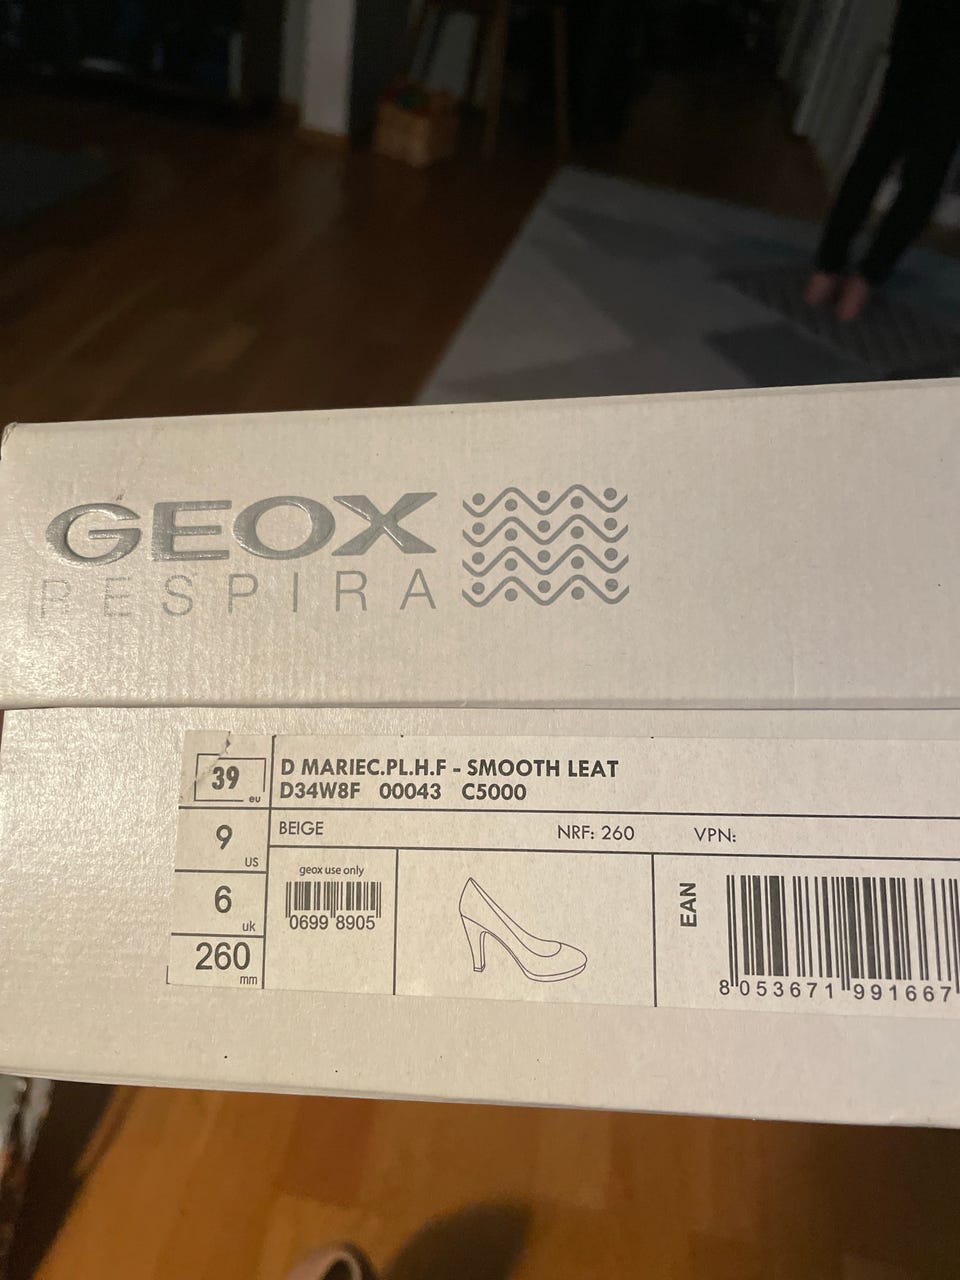 GEOX
RESPIRA
39 eu
9 US
6 uk
260 mm
D MARIEC.PL.H.F - SMOOTH LEAT
D34W8F 00043 C5000
BEIGE NRF: 260 VPN:
geox use only
0699 8905
EAN
8 053671 991667